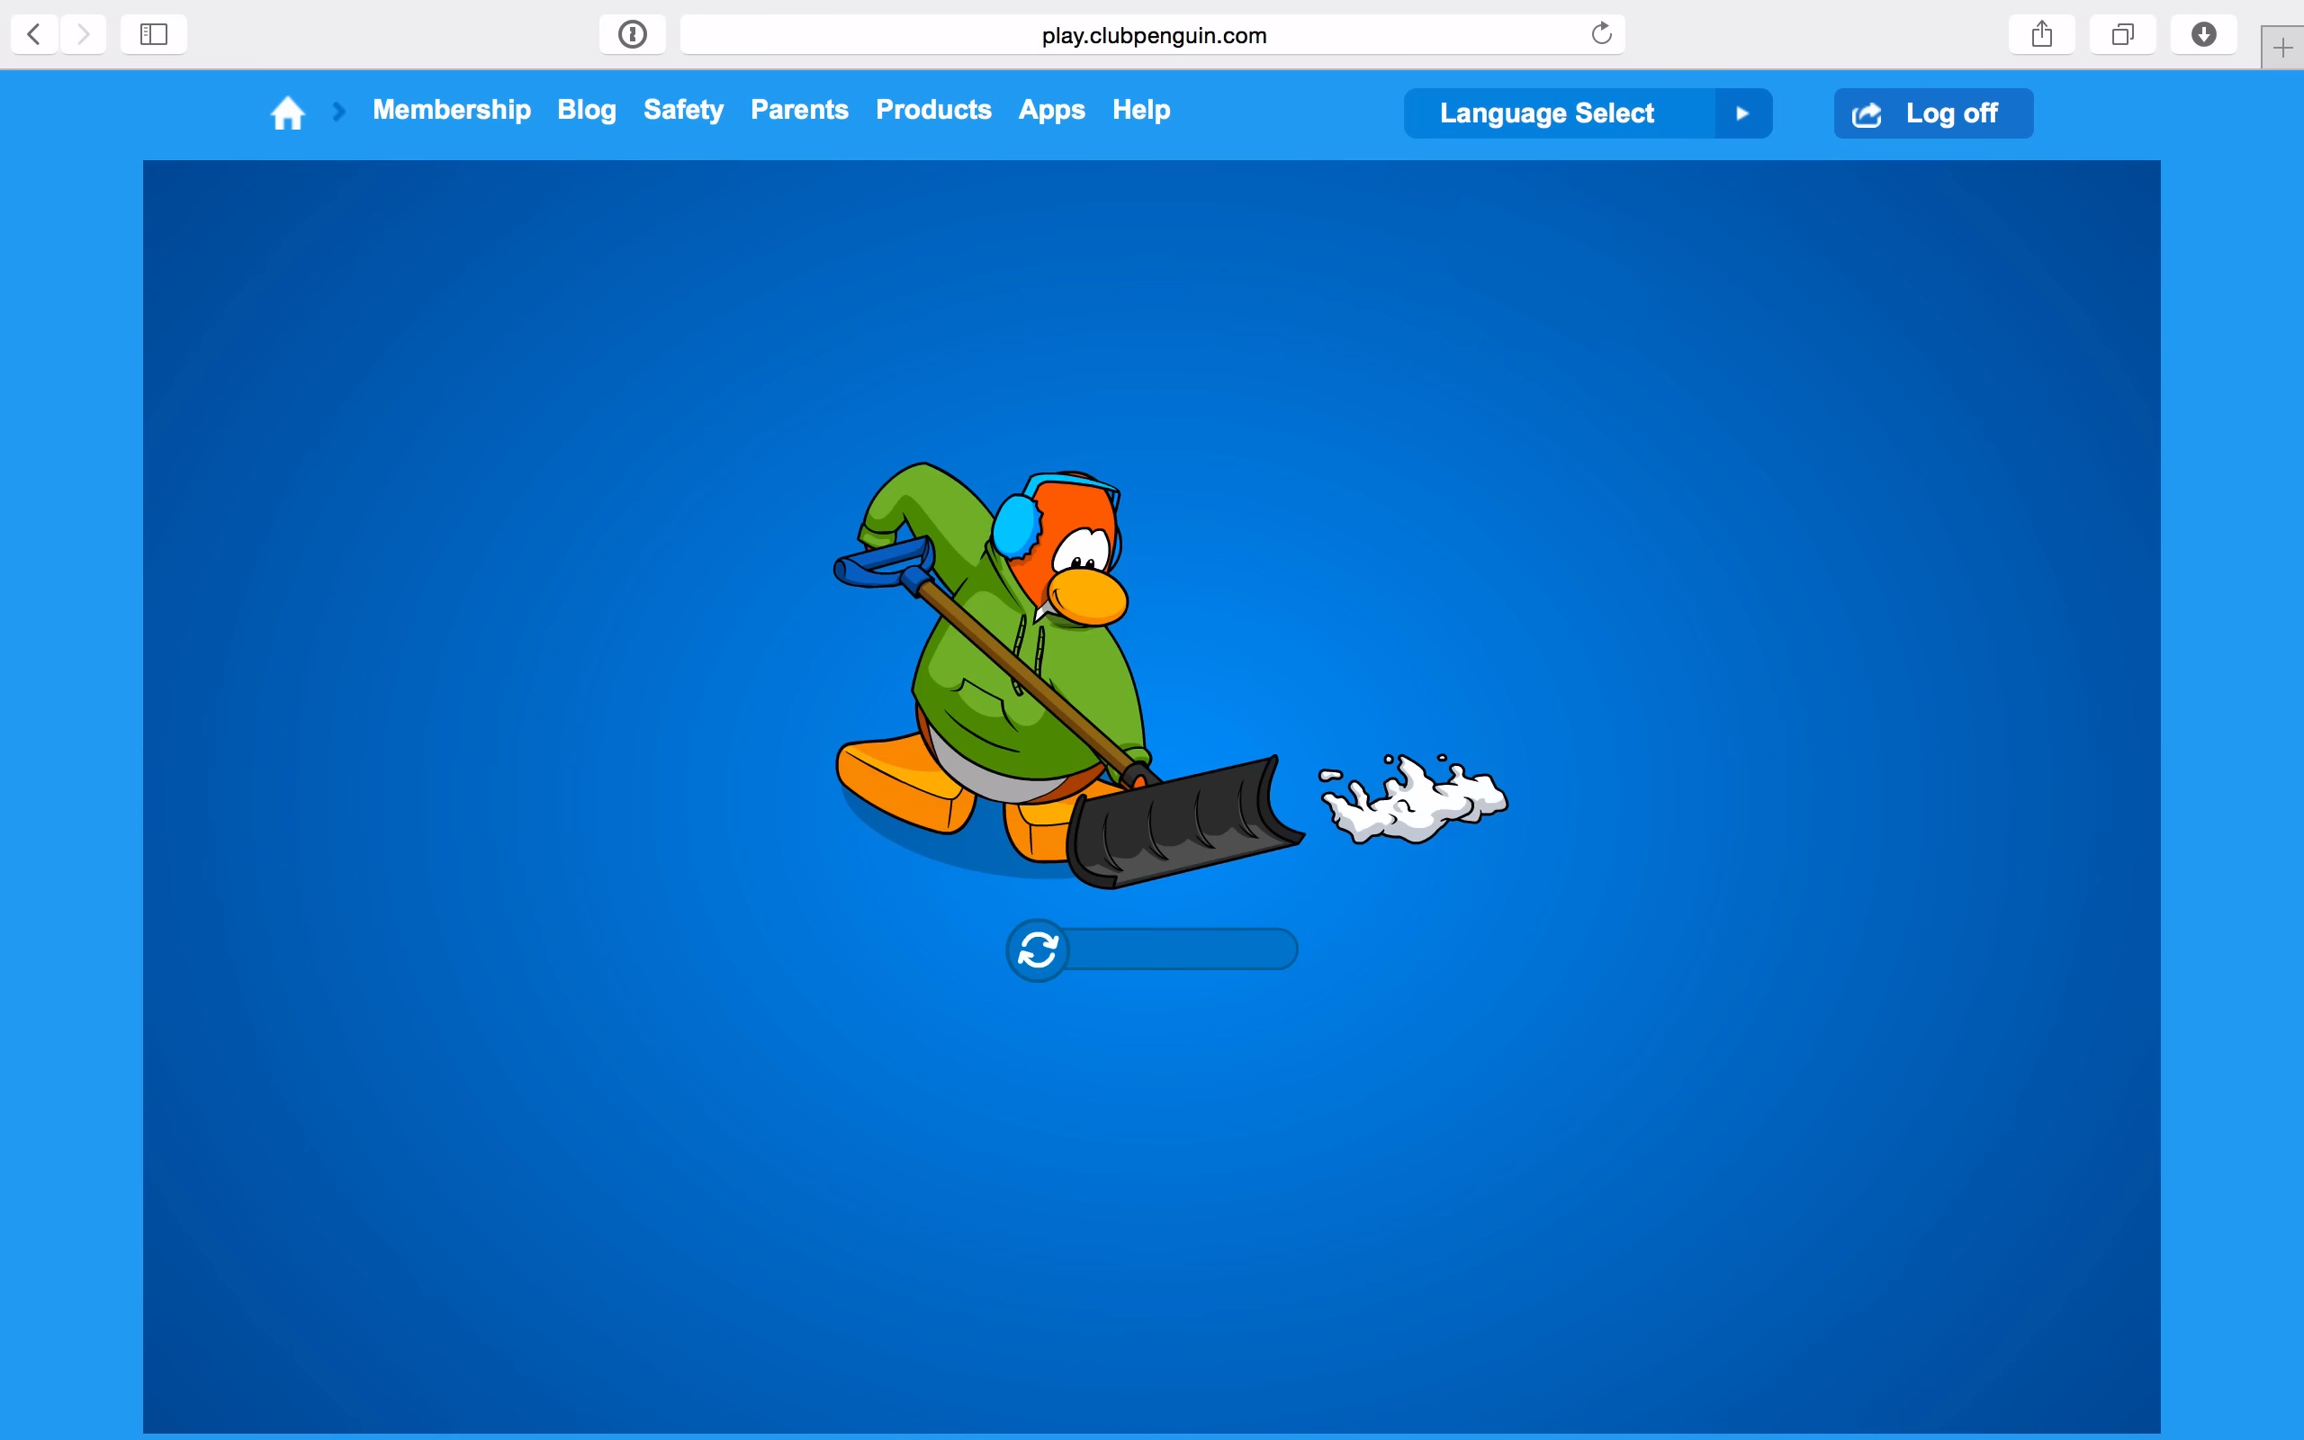 play.clubpenguin.com
Membership Blog Safety Parents Products Apps Help
Language Select
Log off